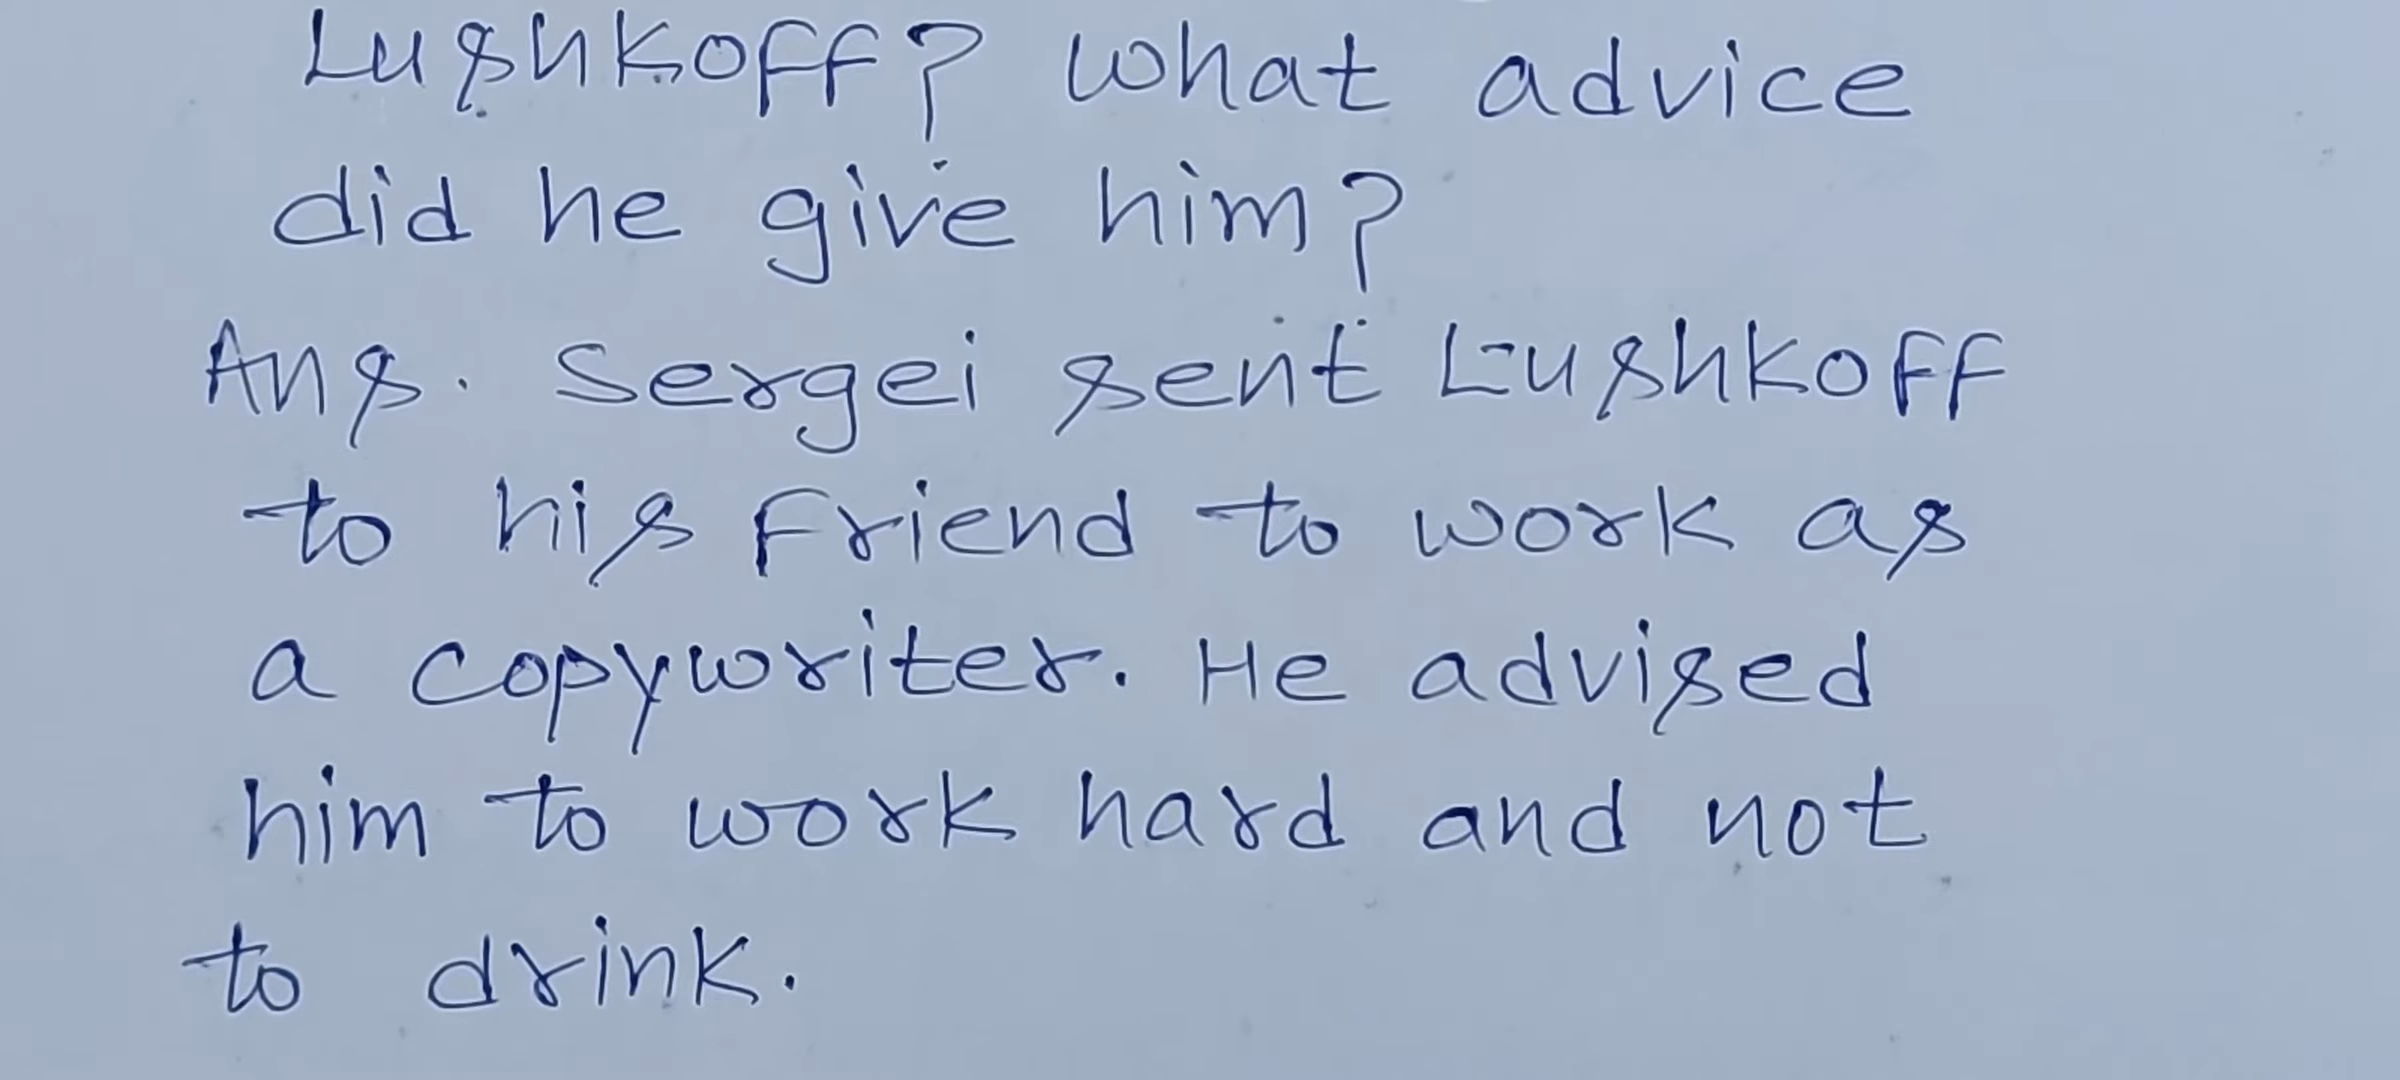 Lushkoff? What advice
did he give him?
Ans. Sergei sent Lushkoff
to his friend to work as
a copywriter. He advised
him to work hard and not
to drink.